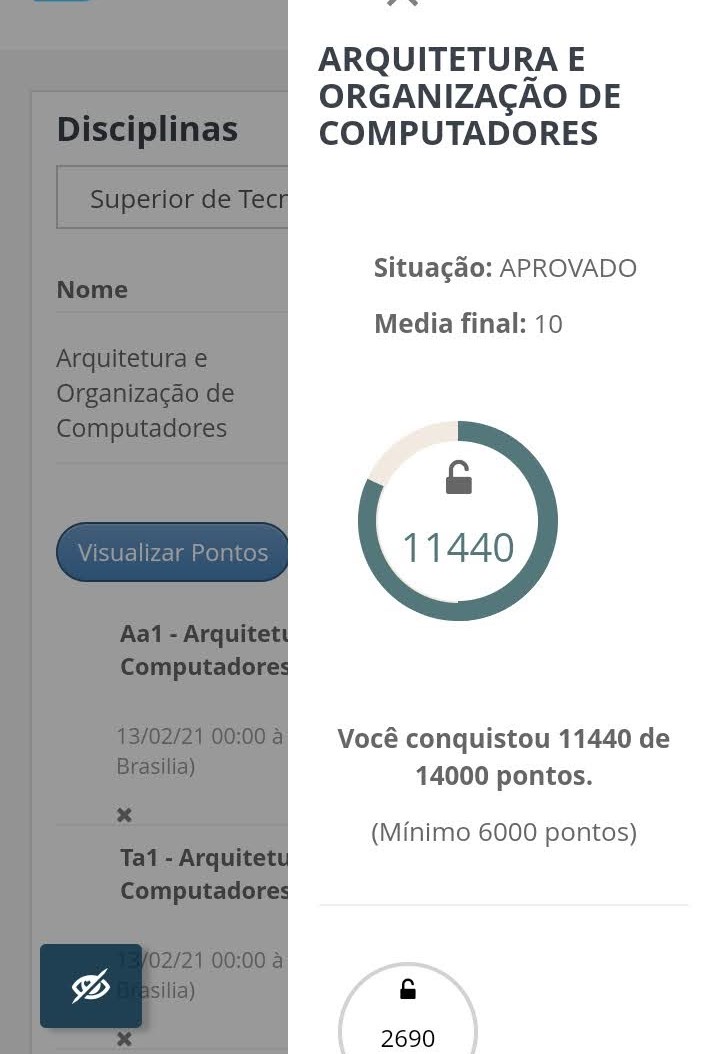 Disciplinas
Superior de Tecr
Nome
Arquitetura e
Organização de
Computadores
Visualizar Pontos
Aa1 - Arquitetu
Computadores
13/02/21 00:00 à
Brasilia)
Ta1 - Arquitetu
Computadores
13/02/21 00:00 à
Brasilia)
ARQUITETURA E
ORGANIZAÇÃO DE
COMPUTADORES
Situação: APROVADO
Media final: 10
11440
Você conquistou 11440 de
14000 pontos.
(Mínimo 6000 pontos)
2690